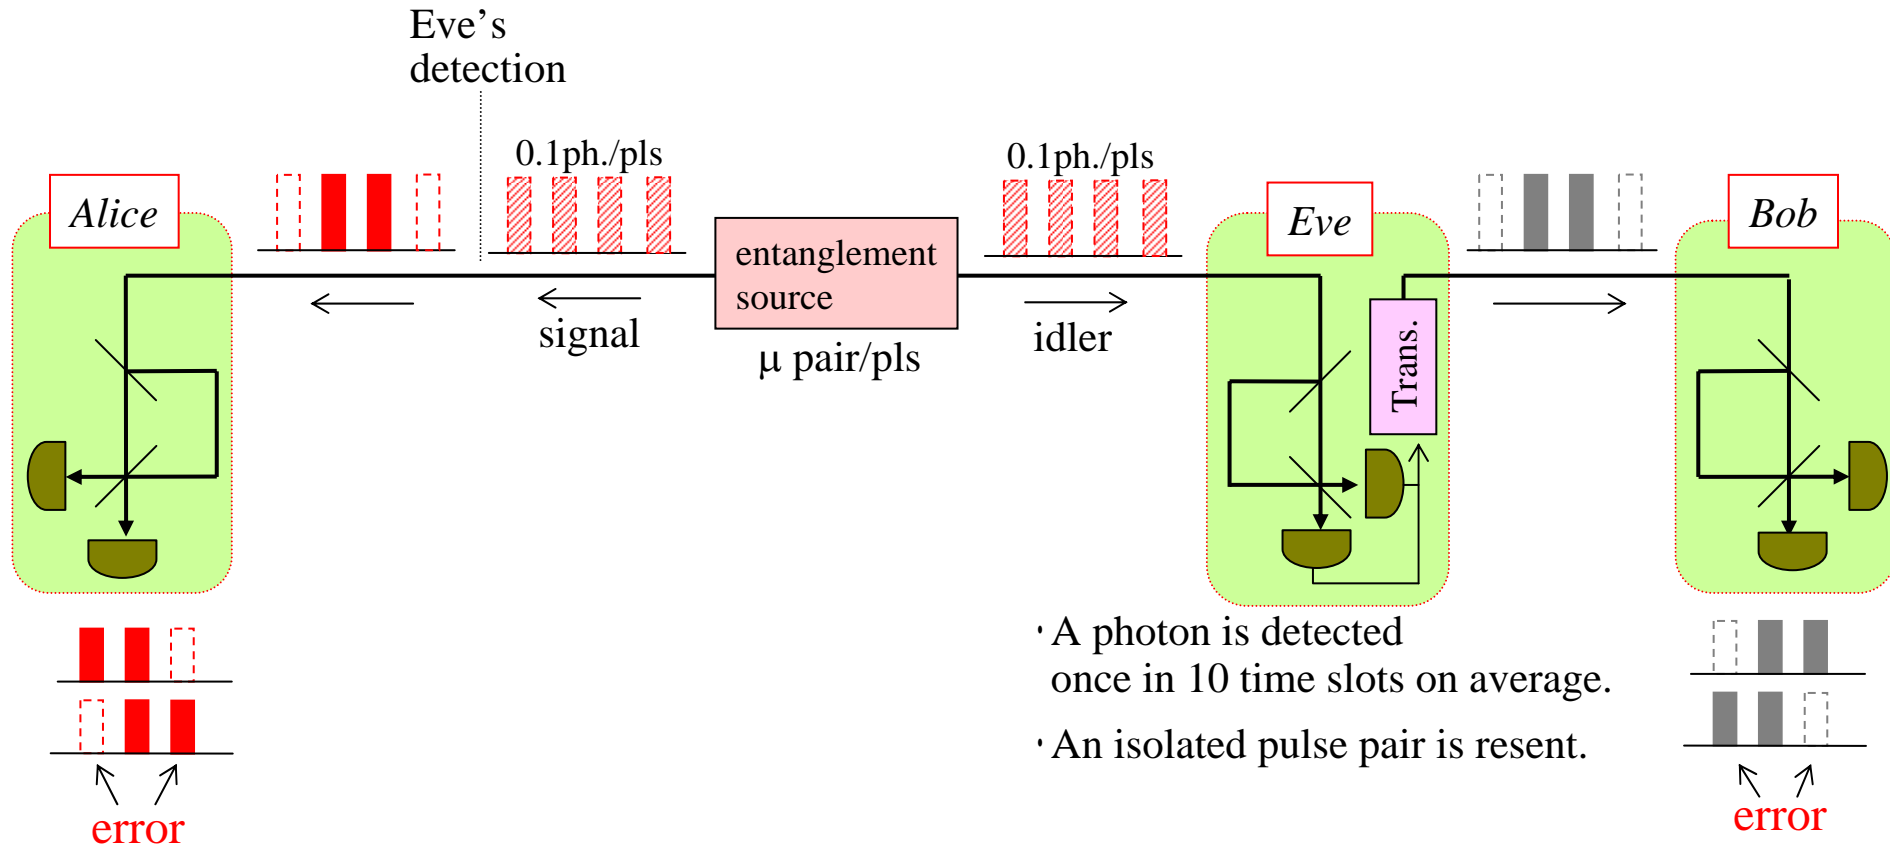 Eve’s
detection
0.1ph./pls
0.1ph./pls
Alice
Eve
Bob
entanglement
source
signal
idler
μ pair/pls
Trans.
· A photon is detected
once in 10 time slots on average.
· An isolated pulse pair is resent.
error
error